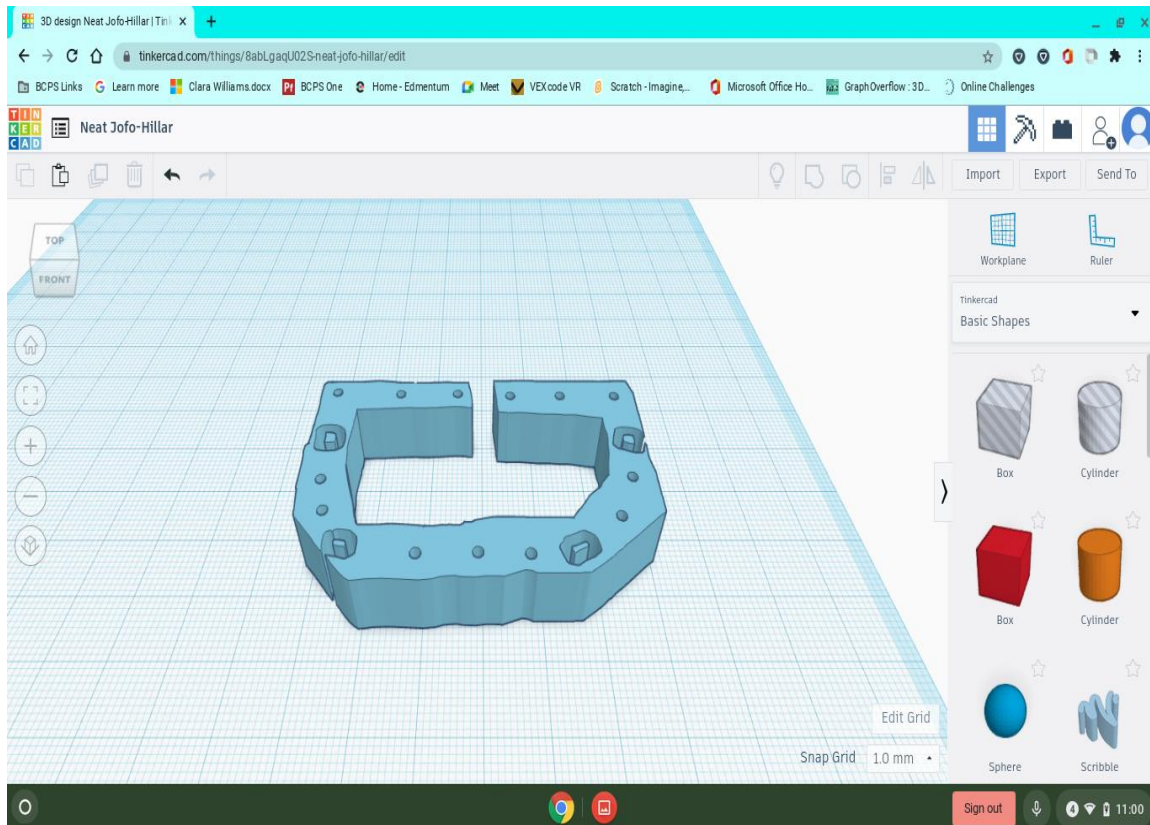 3D design Neat Jofo-Hillar | Tin
tinkercad.com/things/8abLgaqU02S-neat-jofo-hillar/edit
BCPS Links Learn more Clara Williams.docx BCPS One Home - Edmentum Meet VEXcode VR Scratch - Imagine,... Microsoft Office Ho... GraphOverflow : 3D... Online Challenges
TIN
KER
CAD
Neat Jofo-Hillar
Import Export Send To
TOP
FRONT
Workplane Ruler
Tinkercad
Basic Shapes
Box Cylinder
Box Cylinder
Edit Grid
Snap Grid 1.0 mm
Sphere Scribble
Sign out 4 11:00